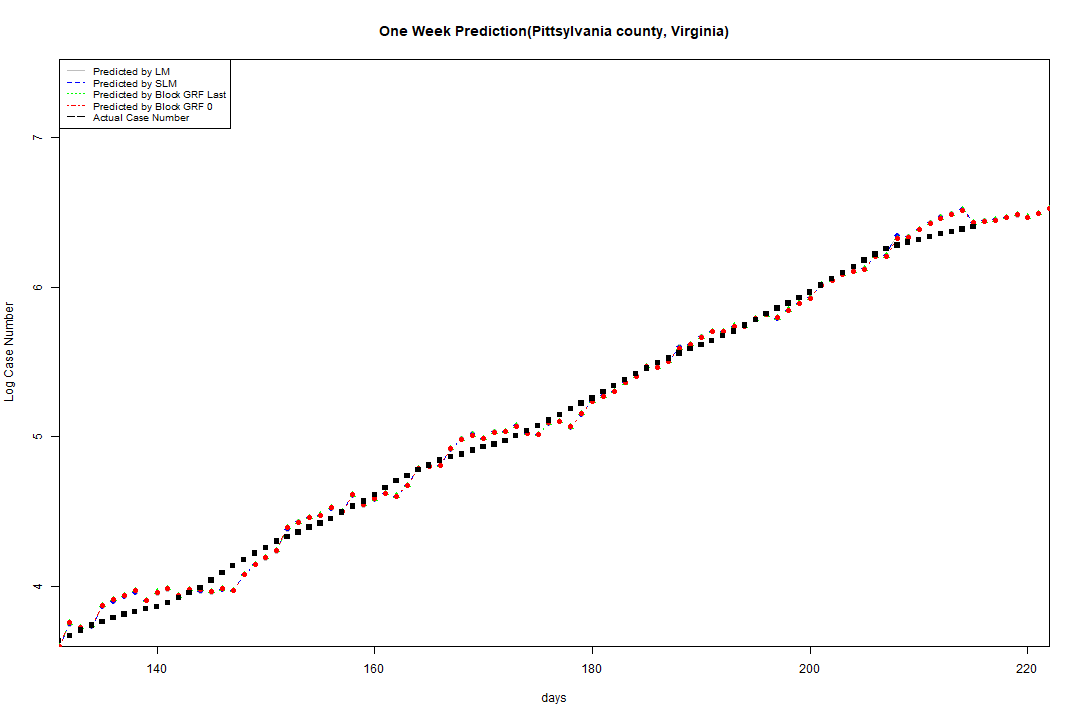 One Week Prediction(Pittsylvania county, Virginia)
Predicted by LM
Predicted by SLM
Predicted by Block GRF Last
Predicted by Block GRF 0
Actual Case Number
7
6
5
4
Log Case Number
140 160 180 200 220
days